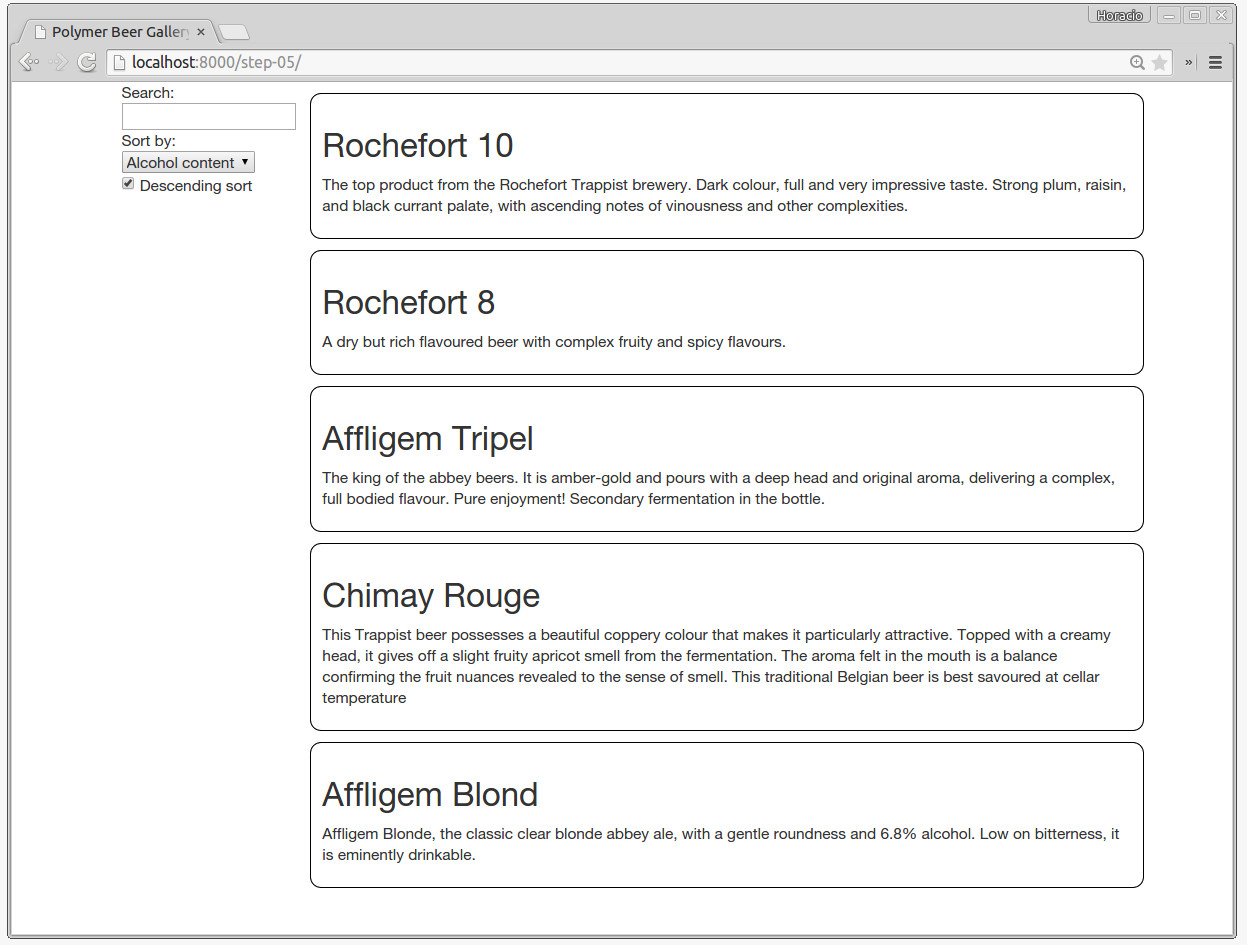 Horacio
Polymer Beer Gallery
localhost:8000/step-05/
Search:
Sort by:
Alcohol content
Descending sort
Rochefort 10
The top product from the Rochefort Trappist brewery. Dark colour, full and very impressive taste. Strong plum, raisin,
and black currant palate, with ascending notes of vinousness and other complexities.
Rochefort 8
A dry but rich flavoured beer with complex fruity and spicy flavours.
Affligem Tripel
The king of the abbey beers. It is amber-gold and pours with a deep head and original aroma, delivering a complex,
full bodied flavour. Pure enjoyment! Secondary fermentation in the bottle.
Chimay Rouge
This Trappist beer possesses a beautiful coppery colour that makes it particularly attractive. Topped with a creamy
head, it gives off a slight fruity apricot smell from the fermentation. The aroma felt in the mouth is a balance
confirming the fruit nuances revealed to the sense of smell. This traditional Belgian beer is best savoured at cellar
temperature
Affligem Blond
Affligem Blonde, the classic clear blonde abbey ale, with a gentle roundness and 6.8% alcohol. Low on bitterness, it
is eminently drinkable.